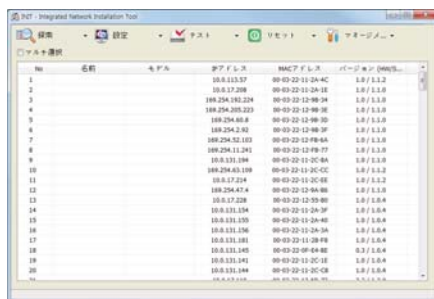 INIT - Integrated Network Installation Tool
探索 設定 テスト リセット マネージメ...
マルチ選択
No 名前 モデル IPアドレス MACアドレス バージョン (HW/S...
1 10.0.113.57 00-03-22-11-2A-4C 1.0 / 1.1.2
2 10.0.17.208 00-03-22-11-2A-1E 1.0 / 1.1.0
3 169.254.192.224 00-03-22-12-9B-34 1.0 / 1.1.0
4 169.254.205.223 00-03-22-12-9B-3E 1.0 / 1.1.0
5 169.254.60.8 00-03-22-12-9B-3D 1.0 / 1.1.0
6 169.254.2.92 00-03-22-12-9B-3F 1.0 / 1.1.0
7 169.254.52.103 00-03-22-12-FB-6A 1.0 / 1.1.0
8 169.254.11.241 00-03-22-12-FB-77 1.0 / 1.1.0
9 10.0.131.194 00-03-22-11-2C-8A 1.0 / 1.1.0
10 169.254.63.109 00-03-22-11-2C-CC 1.0 / 1.1.2
11 10.0.17.214 00-03-22-11-2C-EE 1.0 / 1.1.2
12 169.254.47.4 00-03-22-12-9A-B6 1.0 / 1.1.0
13 10.0.17.228 00-03-22-12-55-80 1.0 / 1.0.4
14 10.0.131.154 00-03-22-11-2A-3F 1.0 / 1.0.4
15 10.0.131.155 00-03-22-11-2A-40 1.0 / 1.0.4
16 10.0.131.156 00-03-22-11-2A-3A 1.0 / 1.0.4
17 10.0.131.181 00-03-22-11-2B-FB 1.0 / 1.0.4
18 10.0.131.145 00-03-22-0F-E4-BE 0.3 / 1.0.4
19 10.0.131.141 00-03-22-11-2C-1E 1.0 / 1.0.4
20 10.0.131.144 00-03-22-11-2C-CB 1.0 / 1.0.4